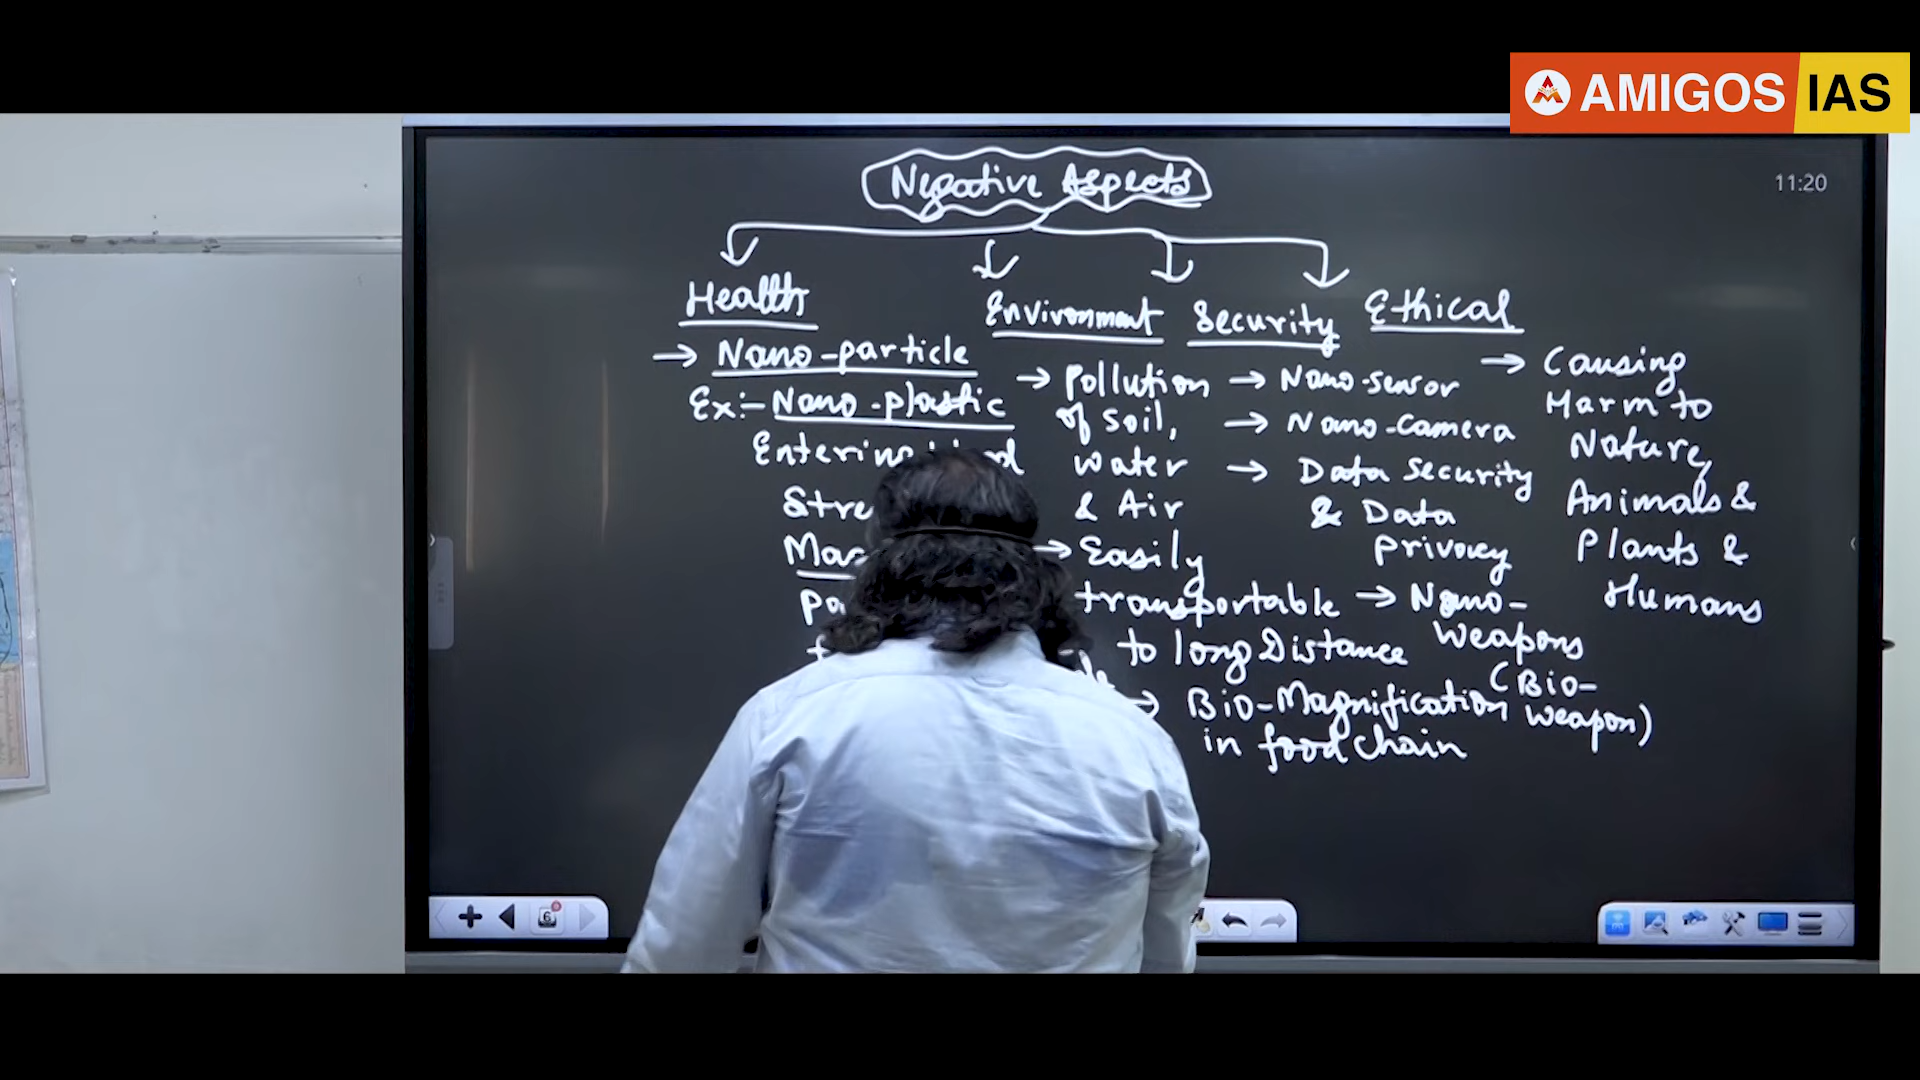 AMIGOS IAS
11:20
Negative Aspects
Health
→ Nano-particle
Ex:- Nano-plastic
Entering
Environment
→ Pollution
of Soil,
water
& Air
→ Easily
transportable
to long Distance
→ Bio-Magnification
in food chain
Security
→ Nano-sensor
→ Nano-camera
→ Data Security
& Data
privacy
→ Nano-
Weapons
(Bio-
weapon)
Ethical
→ Causing
Harm to
Nature,
Animals &
Plants &
Humans